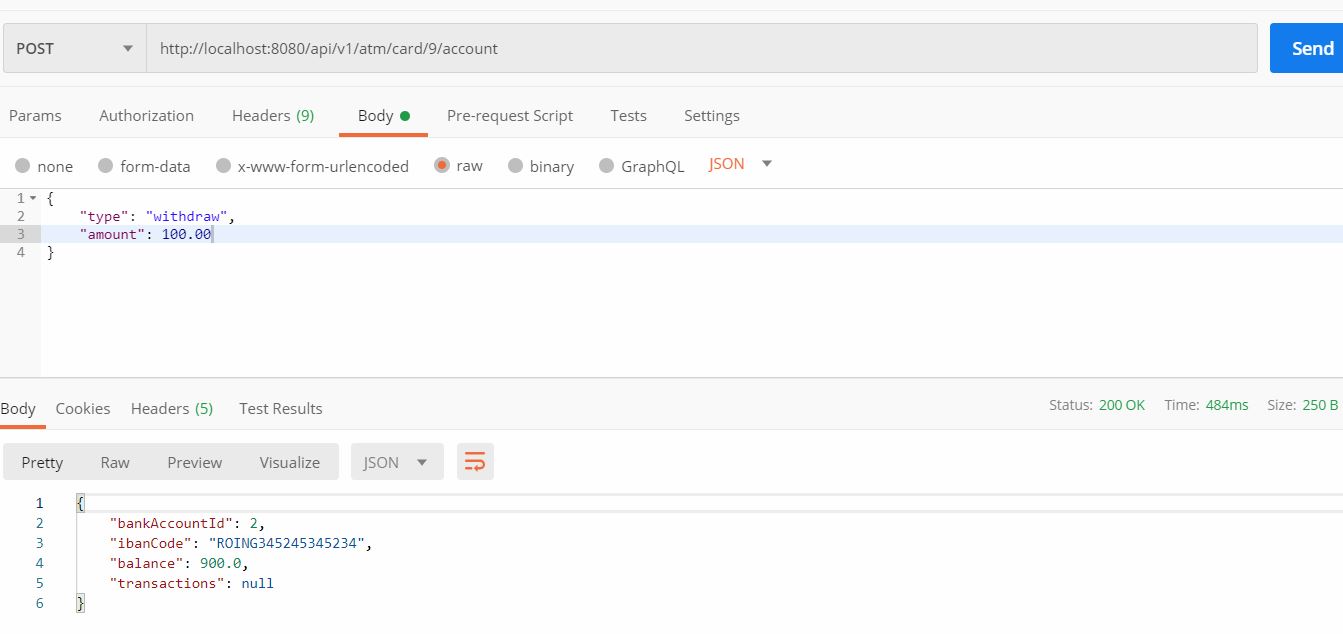 POST http://localhost:8080/api/v1/atm/card/9/account Send
Params Authorization Headers (9) Body Pre-request Script Tests Settings
none form-data x-www-form-urlencoded raw binary GraphQL JSON
1 {
2 "type": "withdraw",
3 "amount": 100.00
4 }
Body Cookies Headers (5) Test Results Status: 200 OK Time: 484ms Size: 250 B
Pretty Raw Preview Visualize JSON
1 {
2 "bankAccountId": 2,
3 "ibanCode": "ROING345245345234",
4 "balance": 900.0,
5 "transactions": null
6 }